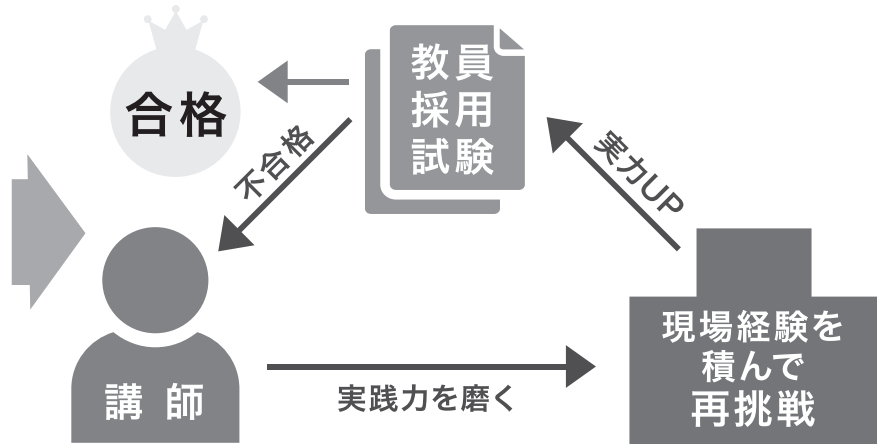 合格
教員
採用
試験
不合格
実力UP
講師
実践力を磨く
現場経験を
積んで
再挑戦